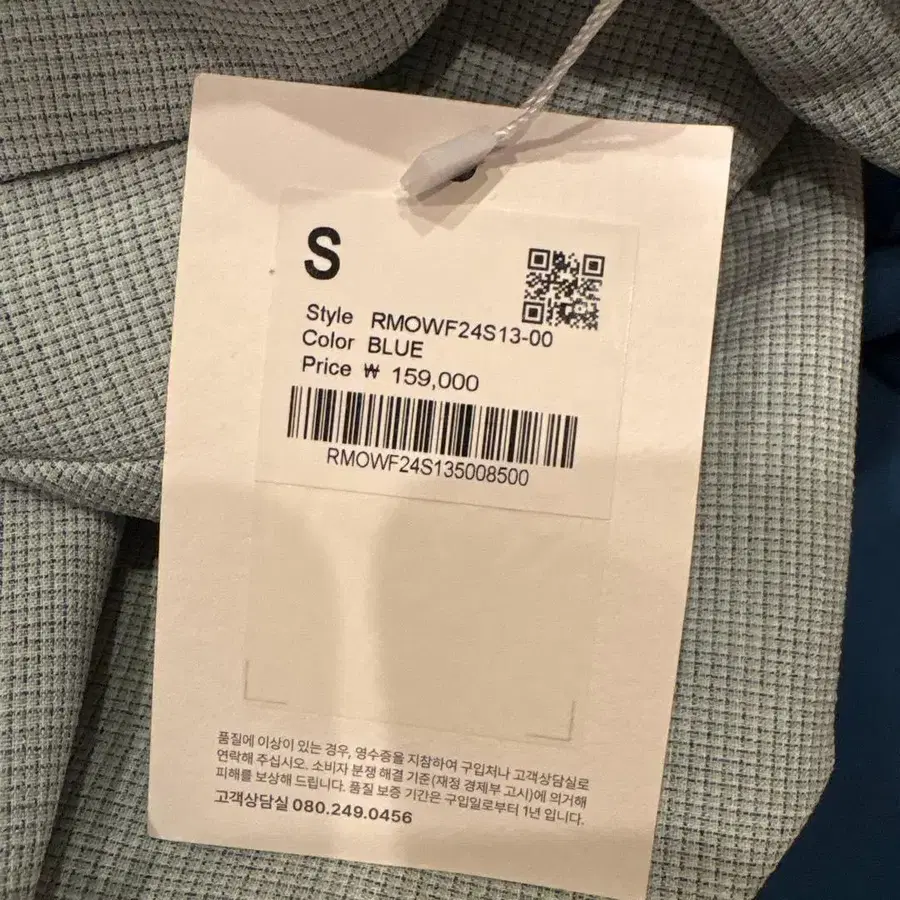 S
Style RMOWF24S13-00
Color BLUE
Price ₩ 159,000
RMOWF24S135008500
품질에 이상이 있는 경우, 영수증을 지참하여 구입처나 고객상담실로
연락해 주십시오. 소비자 분쟁 해결 기준(재정 경제부 고시)에 의거해
피해를 보상해 드립니다. 품질 보증 기간은 구입일로부터 1년 입니다.
고객상담실 080.249.0456